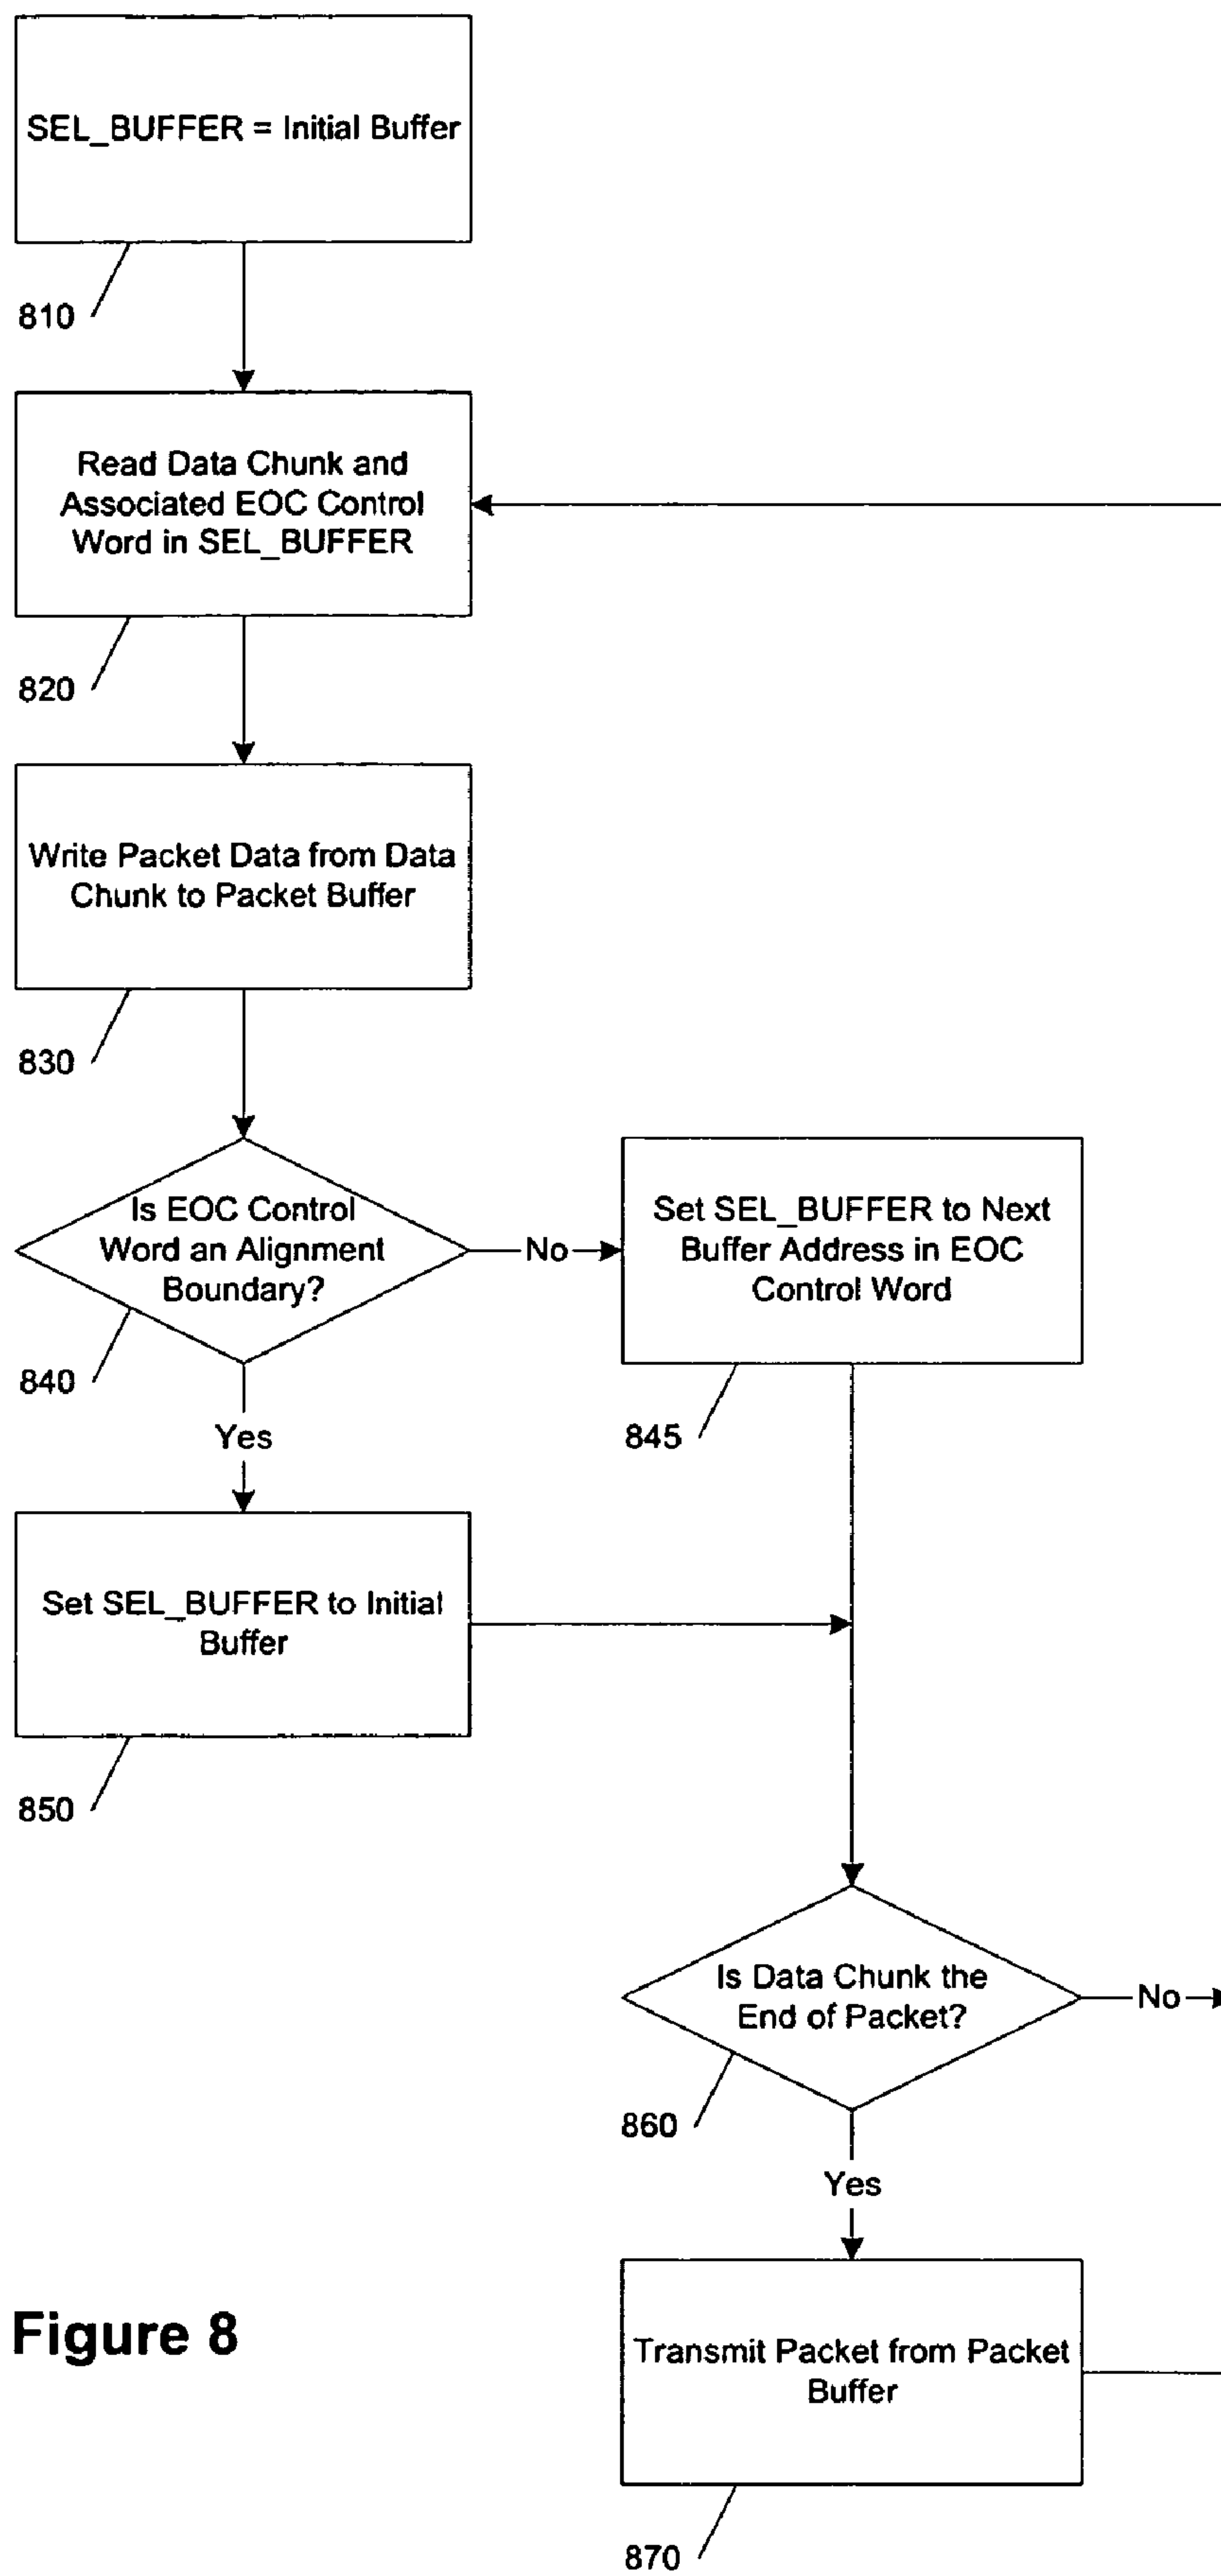 SEL_BUFFER = Initial Buffer
810
Read Data Chunk and
Associated EOC Control
Word in SEL_BUFFER
820
Write Packet Data from Data
Chunk to Packet Buffer
830
Is EOC Control
Word an Alignment
Boundary?
No
840
Yes
Set SEL_BUFFER to Next
Buffer Address in EOC
Control Word
845
Set SEL_BUFFER to Initial
Buffer
850
Is Data Chunk the
End of Packet?
No
860
Yes
Transmit Packet from Packet
Buffer
870
Figure 8